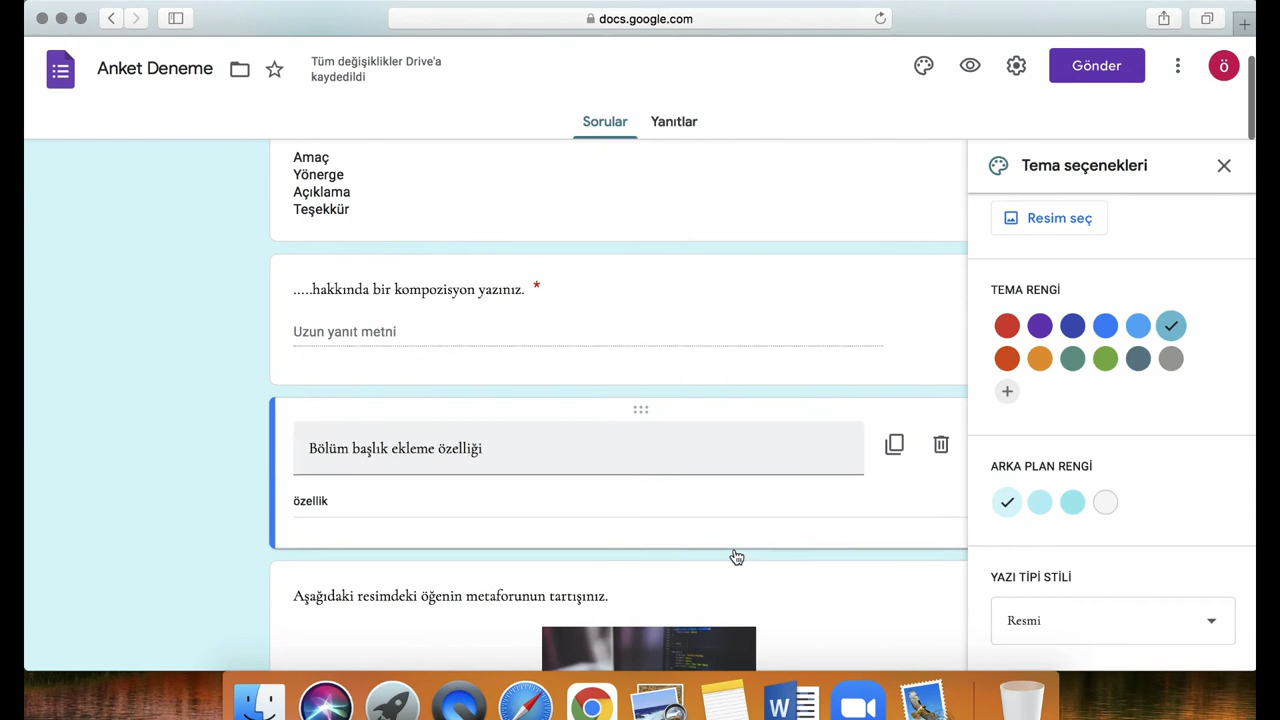 docs.google.com
Anket Deneme
Tüm değişiklikler Drive'a
kaydedildi
Gönder
ö
Sorular
Yanıtlar
Amaç
Yönerge
Açıklama
Teşekkür
.....hakkında bir kompozisyon yazınız. *
Uzun yanıt metni
Bölüm başlık ekleme özelliği
özellik
Aşağıdaki resimdeki öğenin metaforunun tartışınız.
Tema seçenekleri
Resim seç
TEMA RENGİ
ARKA PLAN RENGİ
YAZI TİPİ STİLİ
Resmi
W